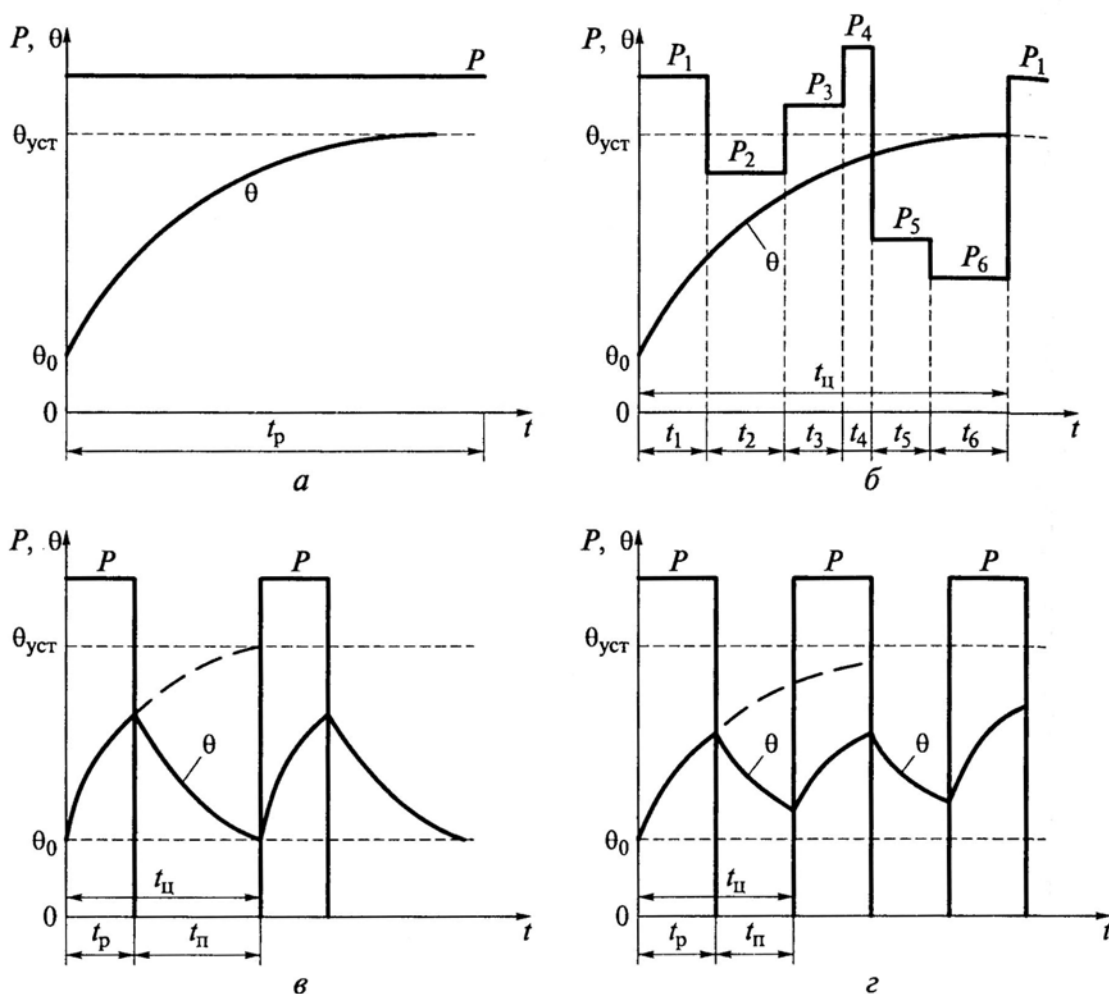 P, θ
P
θуст
θ
θ0
0
tр
t
а
P, θ
P1
P2
P3
P4
P5
P6
P1
θуст
θ
θ0
tц
0
t1
t2
t3
t4
t5
t6
t
б
P, θ
P
P
θуст
θ
θ0
tц
0
tр
tп
t
в
P, θ
P
P
P
θуст
θ
θ
θ0
tц
0
tр
tп
t
г